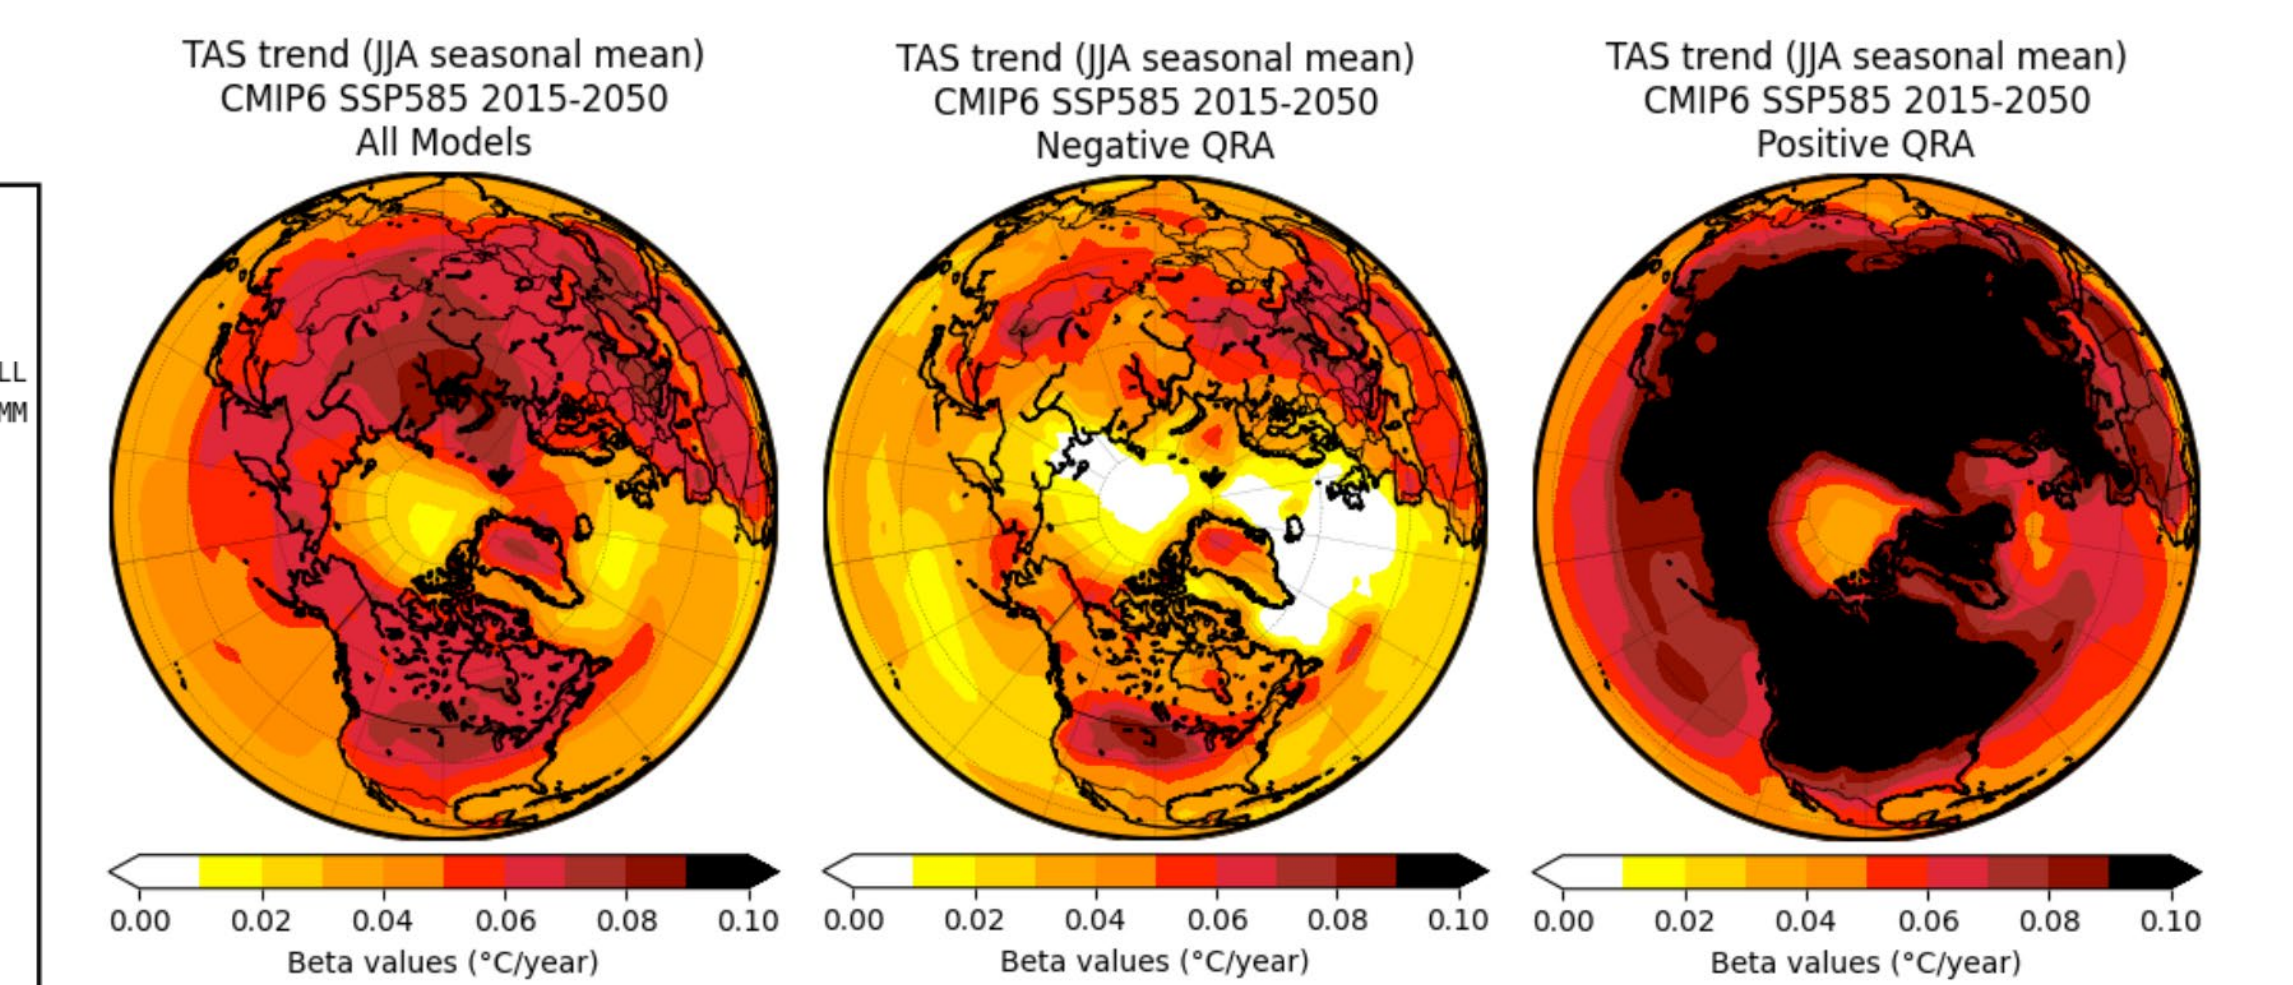 TAS trend (JJA seasonal mean)
CMIP6 SSP585 2015-2050
All Models
TAS trend (JJA seasonal mean)
CMIP6 SSP585 2015-2050
Negative QRA
TAS trend (JJA seasonal mean)
CMIP6 SSP585 2015-2050
Positive QRA
LL
MM
0.00 0.02 0.04 0.06 0.08 0.10
Beta values (°C/year)
0.00 0.02 0.04 0.06 0.08 0.10
Beta values (°C/year)
0.00 0.02 0.04 0.06 0.08 0.10
Beta values (°C/year)